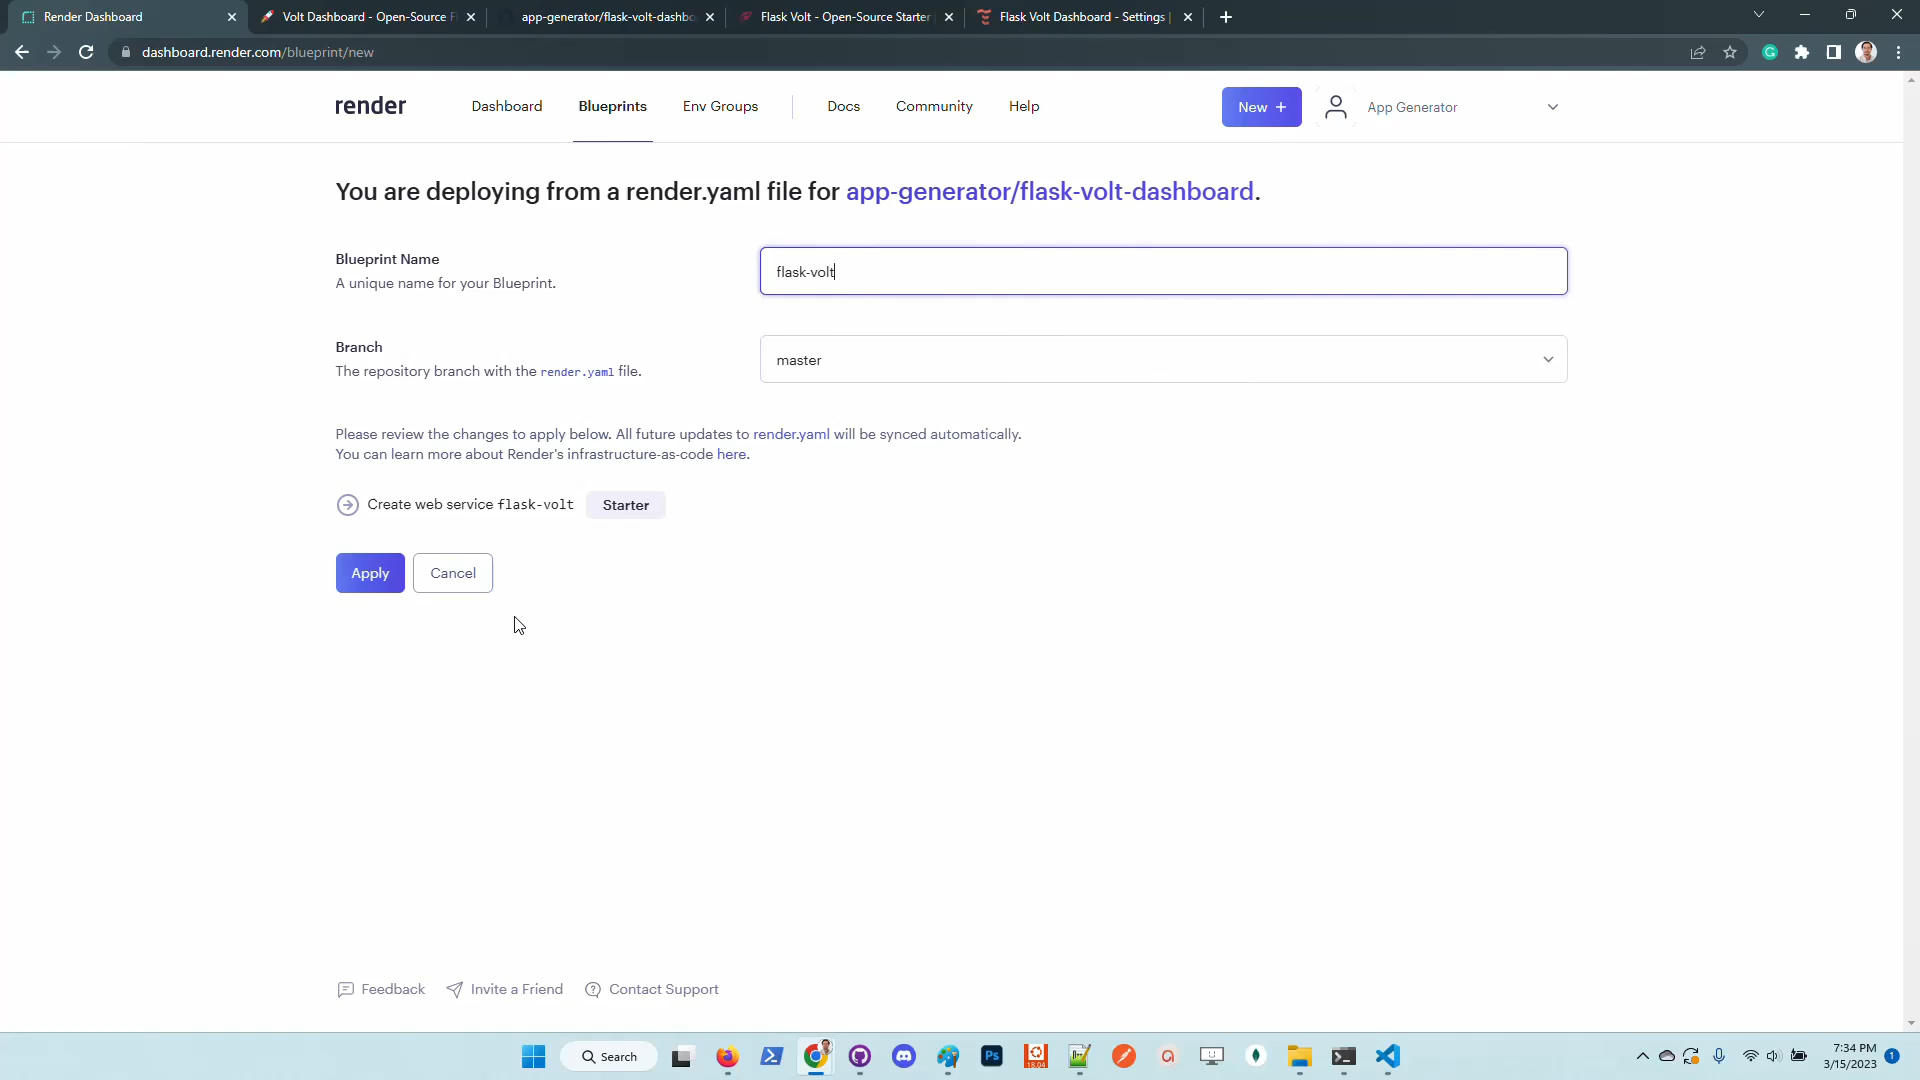 Render Dashboard
Volt Dashboard - Open-Source F
app-generator/flask-volt-dashbo
Flask Volt - Open-Source Starter
Flask Volt Dashboard - Settings |
dashboard.render.com/blueprint/new
render
Dashboard
Blueprints
Env Groups
Docs
Community
Help
New +
App Generator
You are deploying from a render.yaml file for app-generator/flask-volt-dashboard.
Blueprint Name
A unique name for your Blueprint.
flask-volt
Branch
The repository branch with the render.yaml file.
master
Please review the changes to apply below. All future updates to render.yaml will be synced automatically.
You can learn more about Render's infrastructure-as-code here.
Create web service flask-volt
Starter
Apply
Cancel
Feedback
Invite a Friend
Contact Support
Search
Ps
18.04
7:34 PM
3/15/2023
1